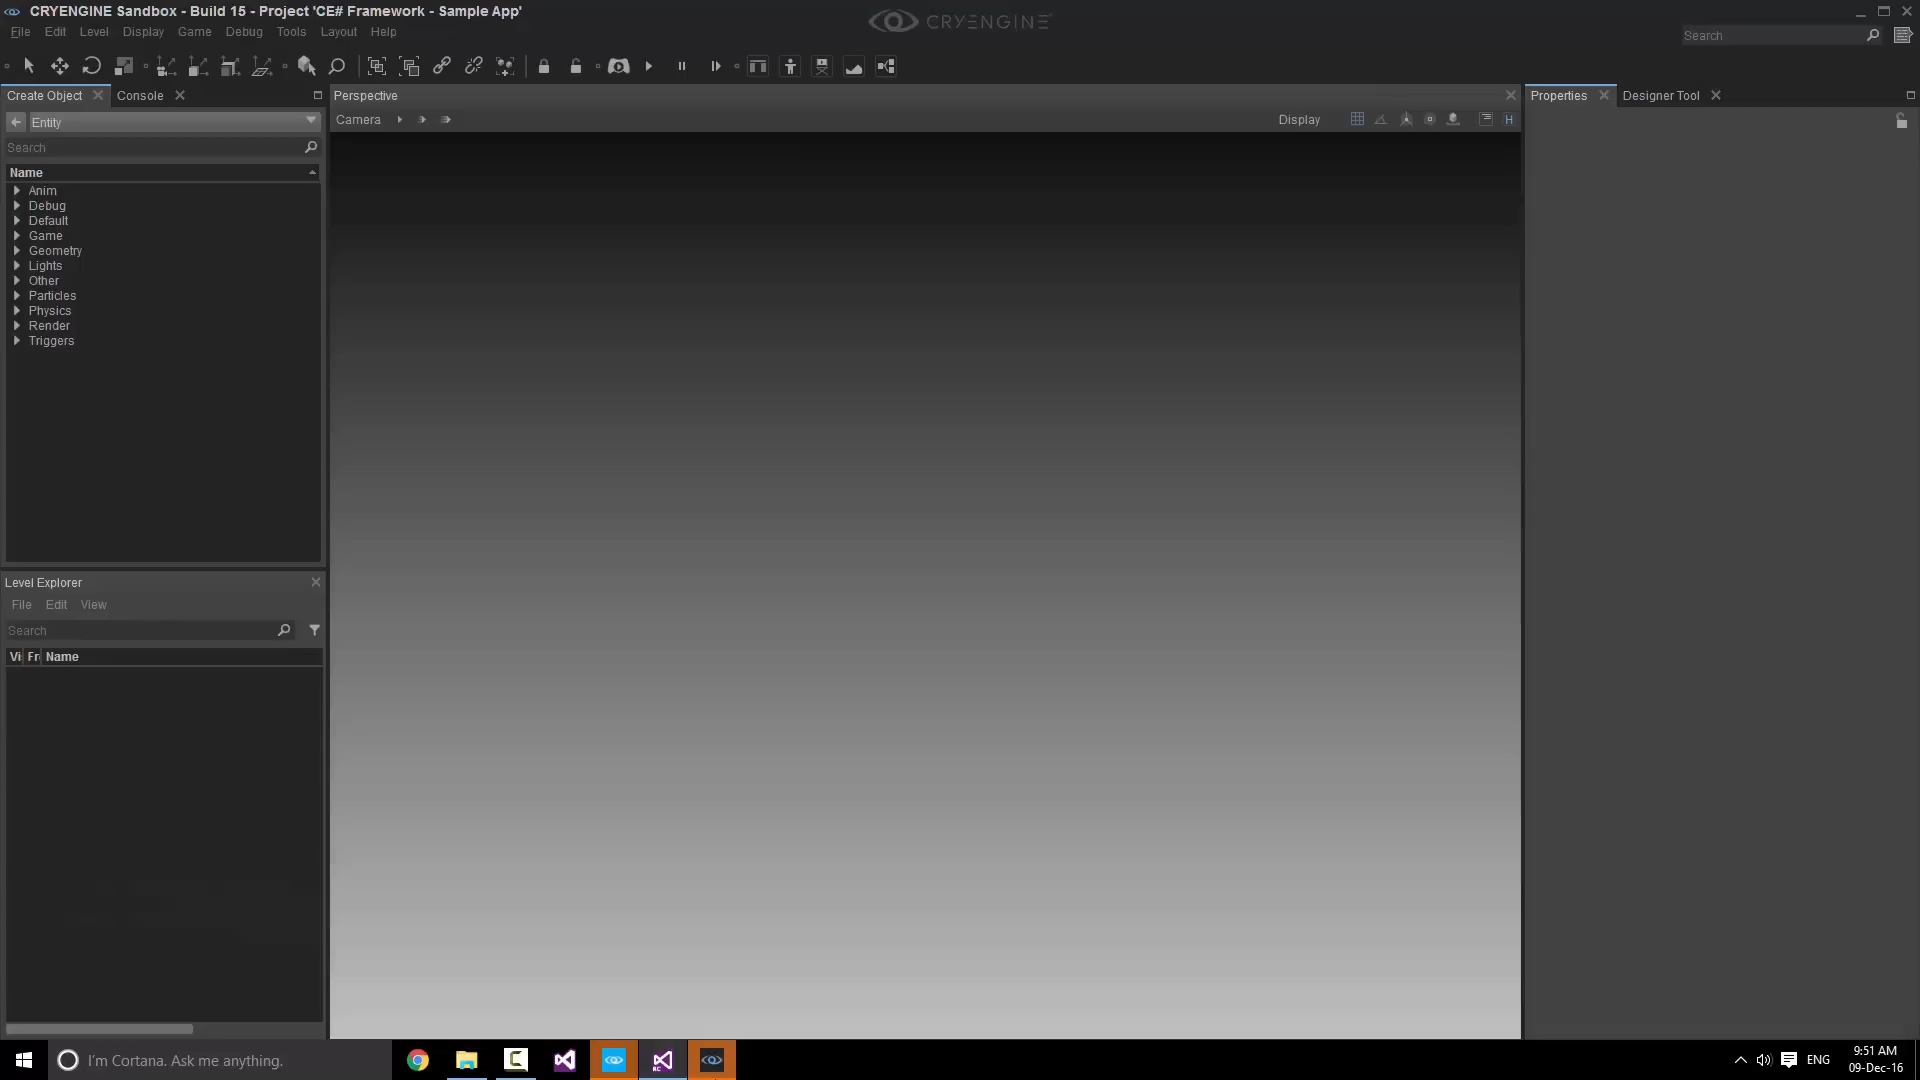 CRYENGINE Sandbox - Build 15 - Project 'CE# Framework - Sample App'
CRYENGINE
File Edit Level Display Game Debug Tools Layout Help
Search
Create Object Console
Perspective
Properties Designer Tool
Entity
Camera
Display
H
Search
Name
Anim
Debug
Default
Game
Geometry
Lights
Other
Particles
Physics
Render
Triggers
Level Explorer
File Edit View
Search
Vi Fr Name
I'm Cortana. Ask me anything.
RC
ENG
9:51 AM
09-Dec-16